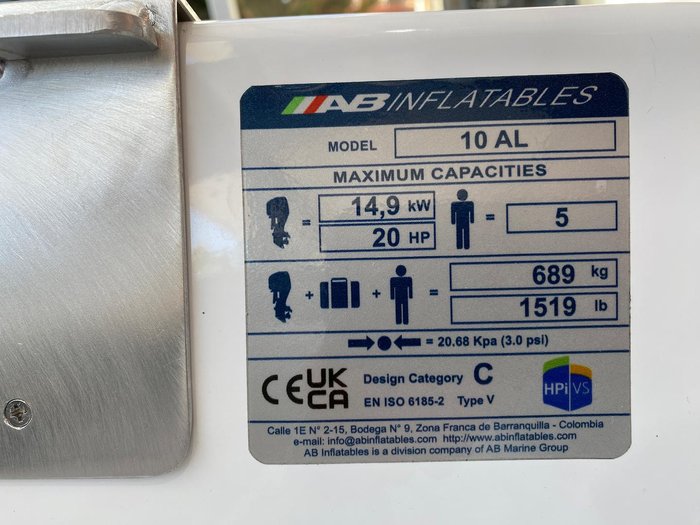 AB INFLATABLES
MODEL 10 AL
MAXIMUM CAPACITIES
= 14,9 kW = 5
20 HP
+ + = 689 kg
1519 lb
= 20.68 Kpa (3.0 psi)
CE UK CA Design Category C HPiVS
EN ISO 6185-2 Type V
Calle 1E N° 2-15, Bodega N° 9, Zona Franca de Barranquilla - Colombia
e-mail: info@abinflatables.com http://www.abinflatables.com
AB Inflatables is a division company of AB Marine Group